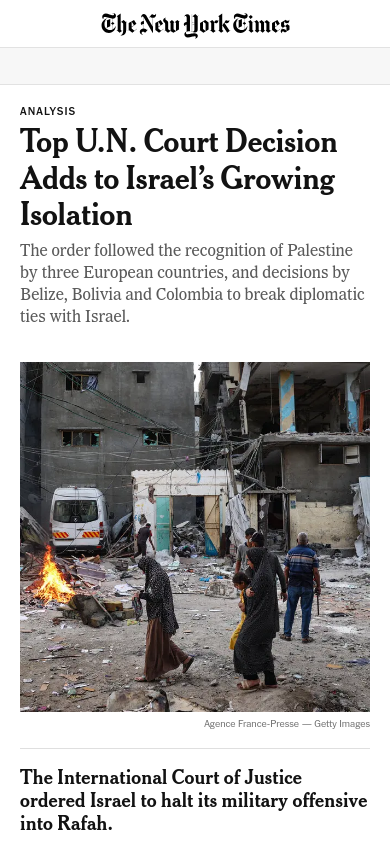 The New York Times
ANALYSIS
Top U.N. Court Decision
Adds to Israel’s Growing
Isolation
The order followed the recognition of Palestine
by three European countries, and decisions by
Belize, Bolivia and Colombia to break diplomatic
ties with Israel.
Agence France-Presse — Getty Images
The International Court of Justice
ordered Israel to halt its military offensive
into Rafah.